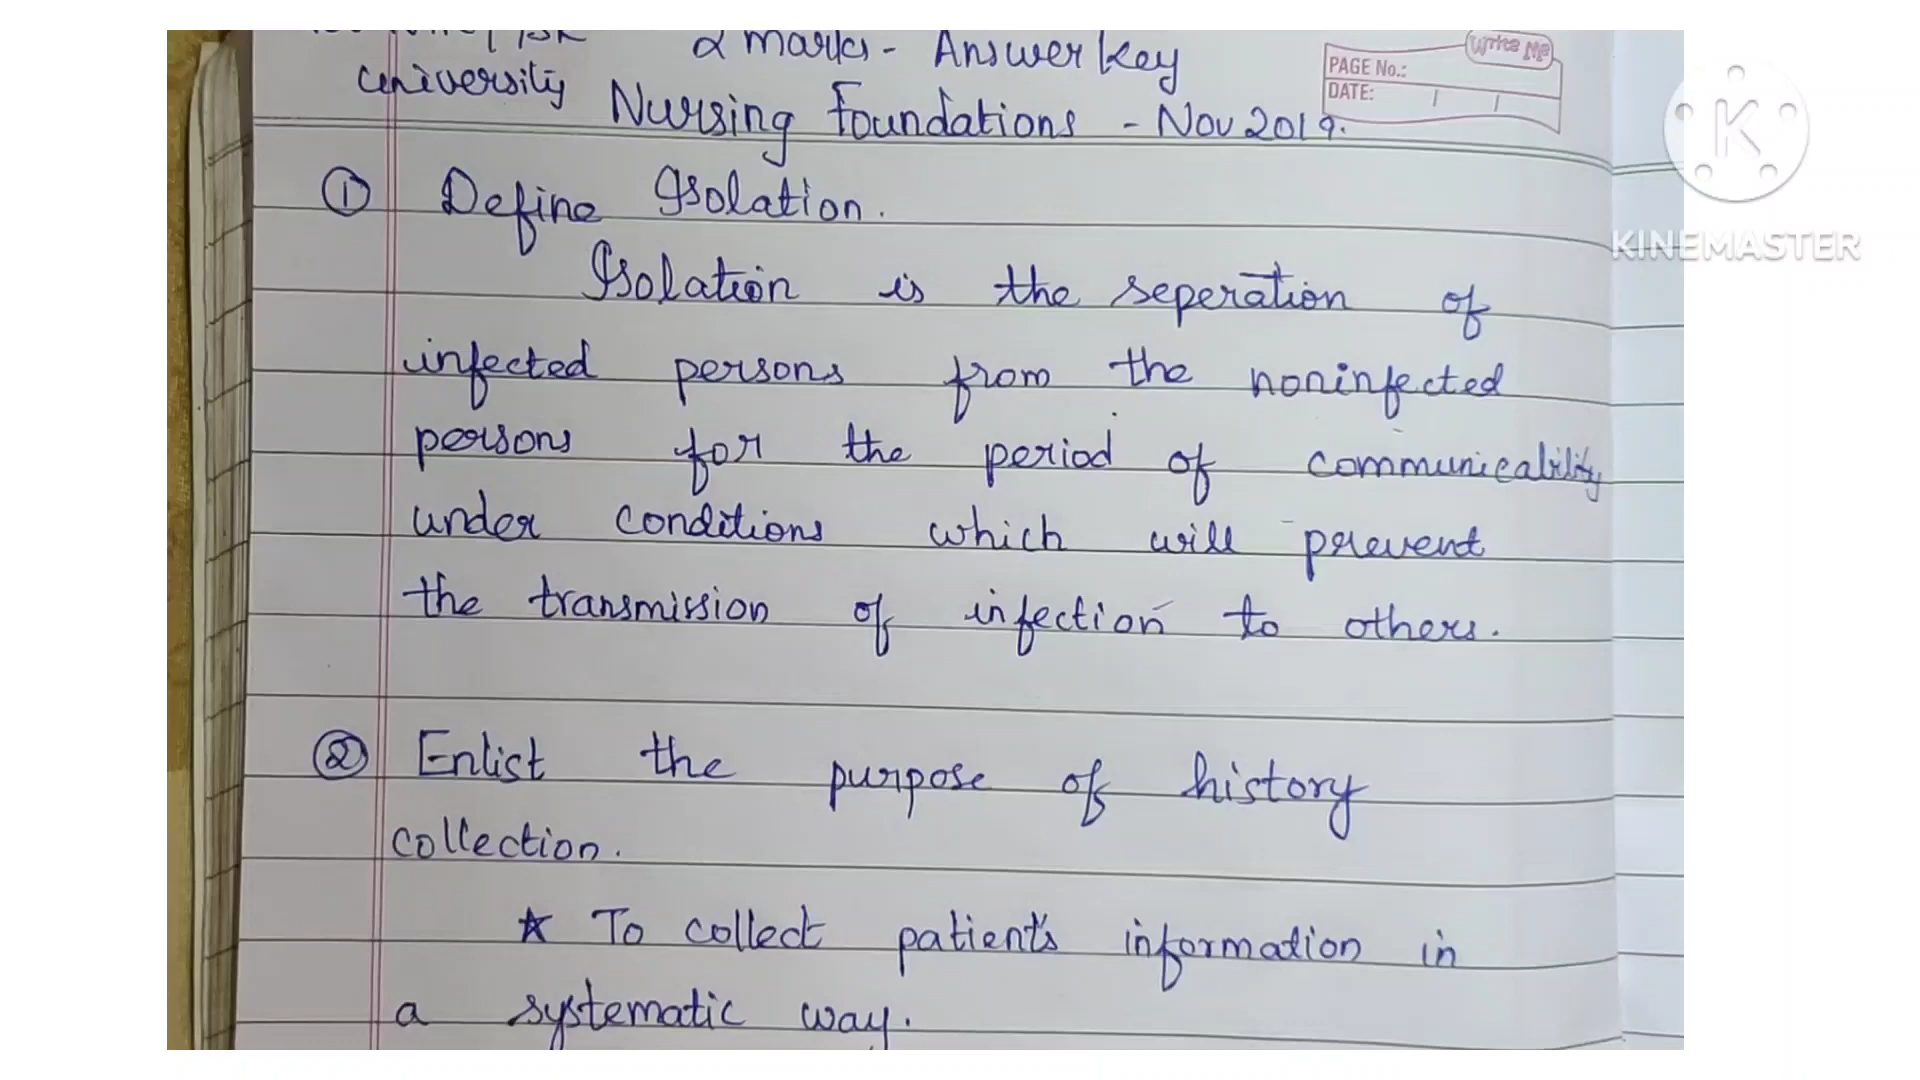 2 marks - Answer key
University
Nursing Foundations - Nov 2019.
Write Me
PAGE No.:
DATE:
K
KINEMASTER
① Define Isolation.
Isolation is the seperation of
infected persons from the noninfected
persons for the period of communicability
under conditions which will prevent
the transmission of infection to others.
② Enlist the purpose of history
collection.
★ To collect patient's information in
a systematic way.